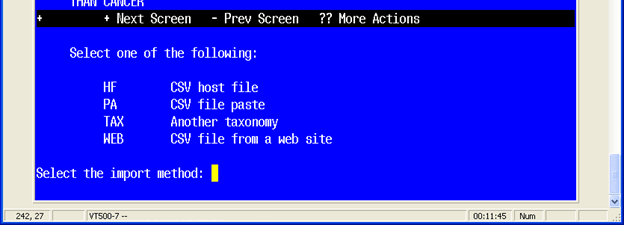 THAN CANCER
+ + Next Screen - Prev Screen ?? More Actions
Select one of the following:
HF CSV host file
PA CSV file paste
TAX Another taxonomy
WEB CSV file from a web site
Select the import method:
242, 27 VT500-7 -- 00:11:45 Num